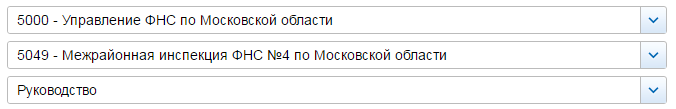 5000 - Управление ФНС по Московской области
5049 - Межрайонная инспекция ФНС №4 по Московской области
Руководство